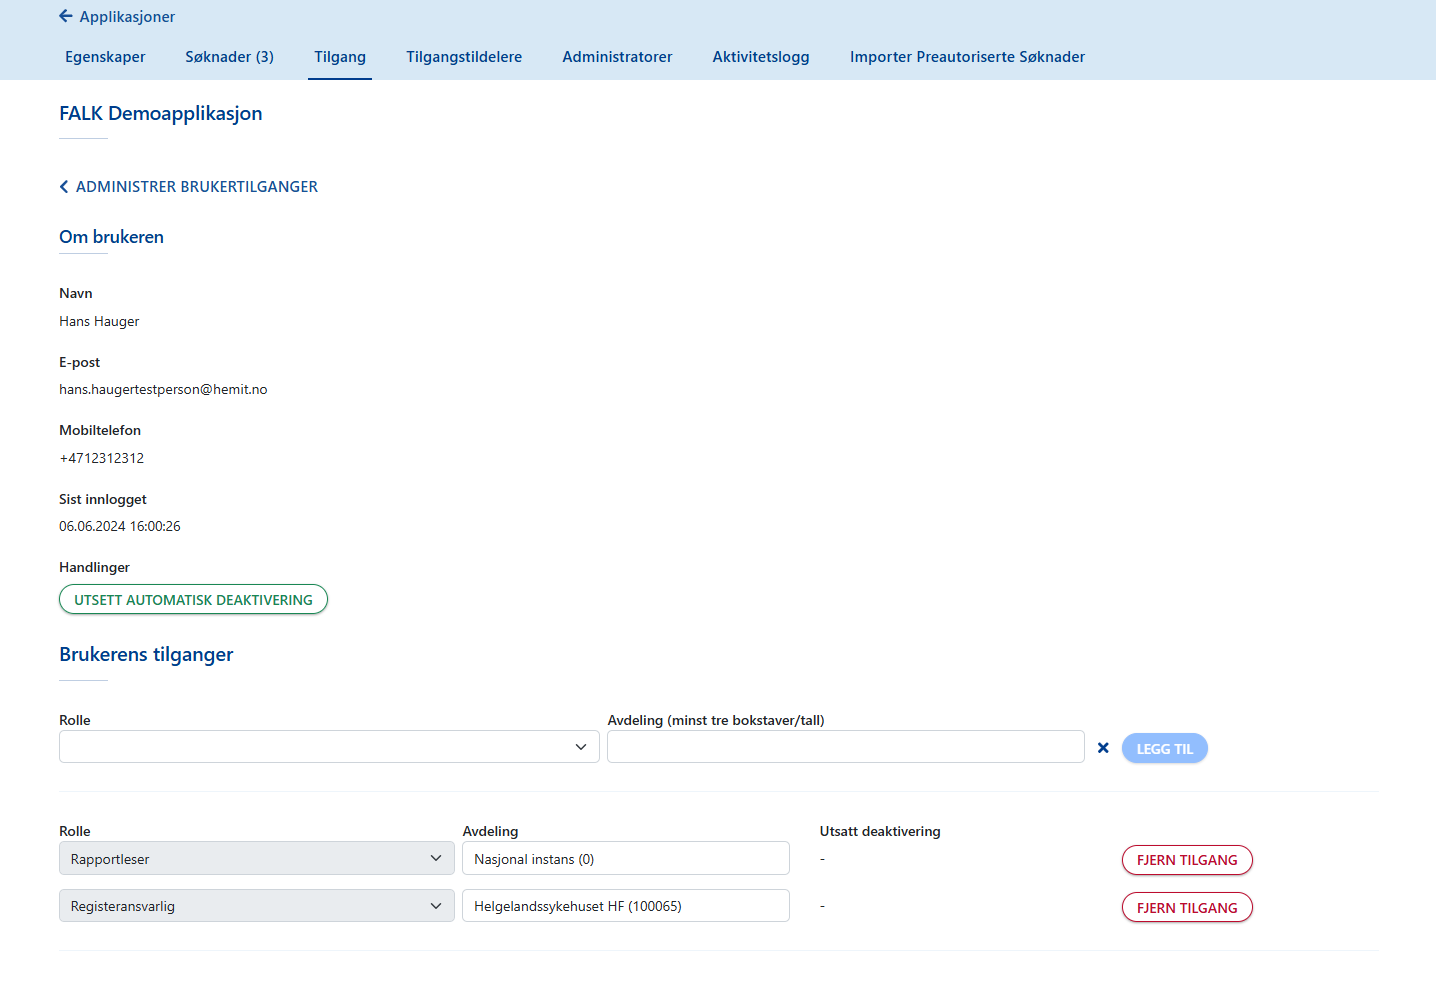 Applikasjoner
Egenskaper Søknader (3) Tilgang Tilgangstildelere Administratorer Aktivitetslogg Importer Preautoriserte Søknader
FALK Demoapplikasjon
ADMINISTRER BRUKERTILGANGER
Om brukeren
Navn
Hans Hauger
E-post
hans.haugertestperson@hemit.no
Mobiltelefon
+4712312312
Sist innlogget
06.06.2024 16:00:26
Handlinger
UTSETT AUTOMATISK DEAKTIVERING
Brukerens tilganger
Rolle Avdeling (minst tre bokstaver/tall)
LEGG TIL
Rolle Avdeling Utsatt deaktivering
Rapportleser Nasjonal instans (0) - FJERN TILGANG
Registeransvarlig Helgelandssykehuset HF (100065) - FJERN TILGANG